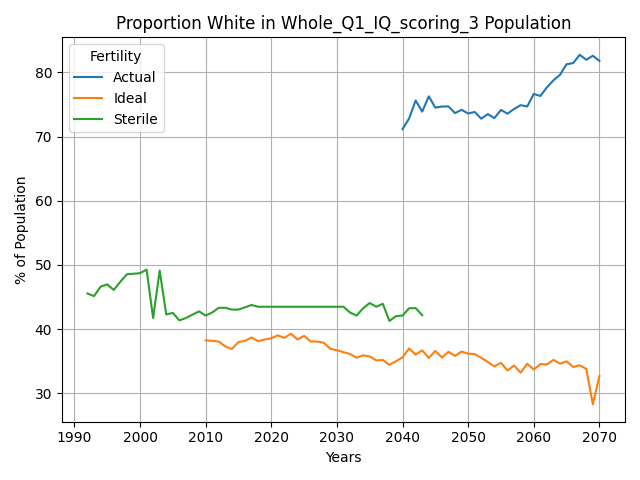 Proportion White in Whole_Q1_IQ_scoring_3 Population
Fertility
Actual
Ideal
Sterile
% of Population
80
70
60
50
40
30
1990 2000 2010 2020 2030 2040 2050 2060 2070
Years